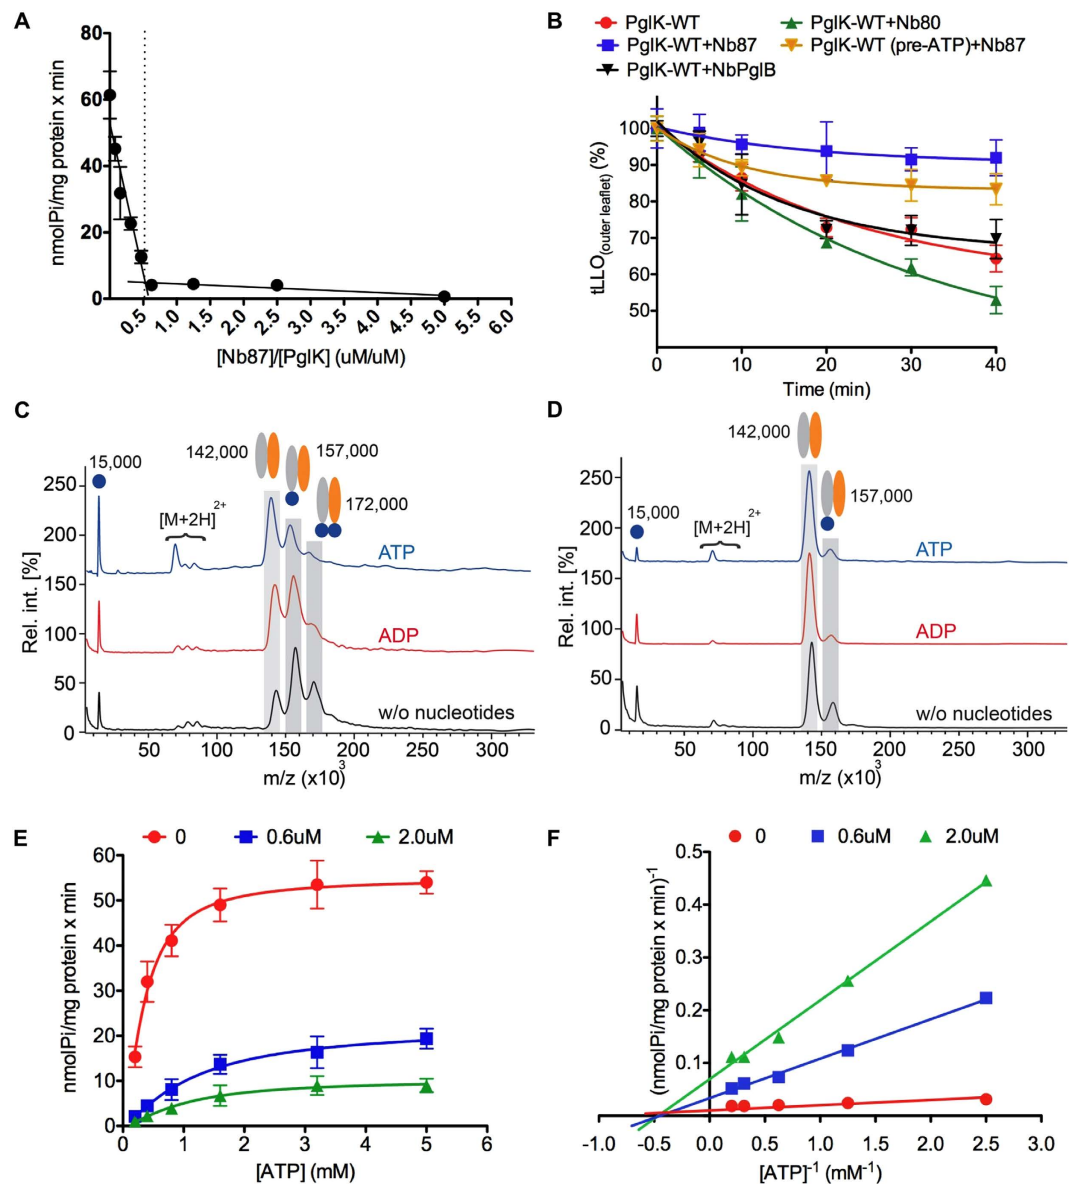 A
80
60
40
20
0
nmolPi/mg protein x min
0.5 1.0 1.5 2.0 2.5 3.0 3.5 4.0 4.5 5.0 5.5 6.0
[Nb87]/[PglK] (uM/uM)
B
PglK-WT
PglK-WT+Nb87
PglK-WT+NbPglB
PglK-WT+Nb80
PglK-WT (pre-ATP)+Nb87
100
90
80
70
60
50
tLLO(outer leaflet) (%)
0 10 20 30 40
Time (min)
C
15,000
142,000
157,000
172,000
[M+2H]2+
ATP
ADP
w/o nucleotides
250
200
150
100
50
0
Rel. int. [%]
50 100 150 200 250 300
m/z (x103)
D
142,000
157,000
15,000
[M+2H]2+
ATP
ADP
w/o nucleotides
250
200
150
100
50
0
Rel. int. [%]
50 100 150 200 250 300
m/z (x103)
E
0 0.6uM 2.0uM
60
50
40
30
20
10
0
nmolPi/mg protein x min
0 1 2 3 4 5 6
[ATP] (mM)
F
0 0.6uM 2.0uM
0.5
0.4
0.3
0.2
0.1
(nmolPi/mg protein x min)-1
-1.0 -0.5 0.0 0.5 1.0 1.5 2.0 2.5 3.0
[ATP]-1 (mM-1)